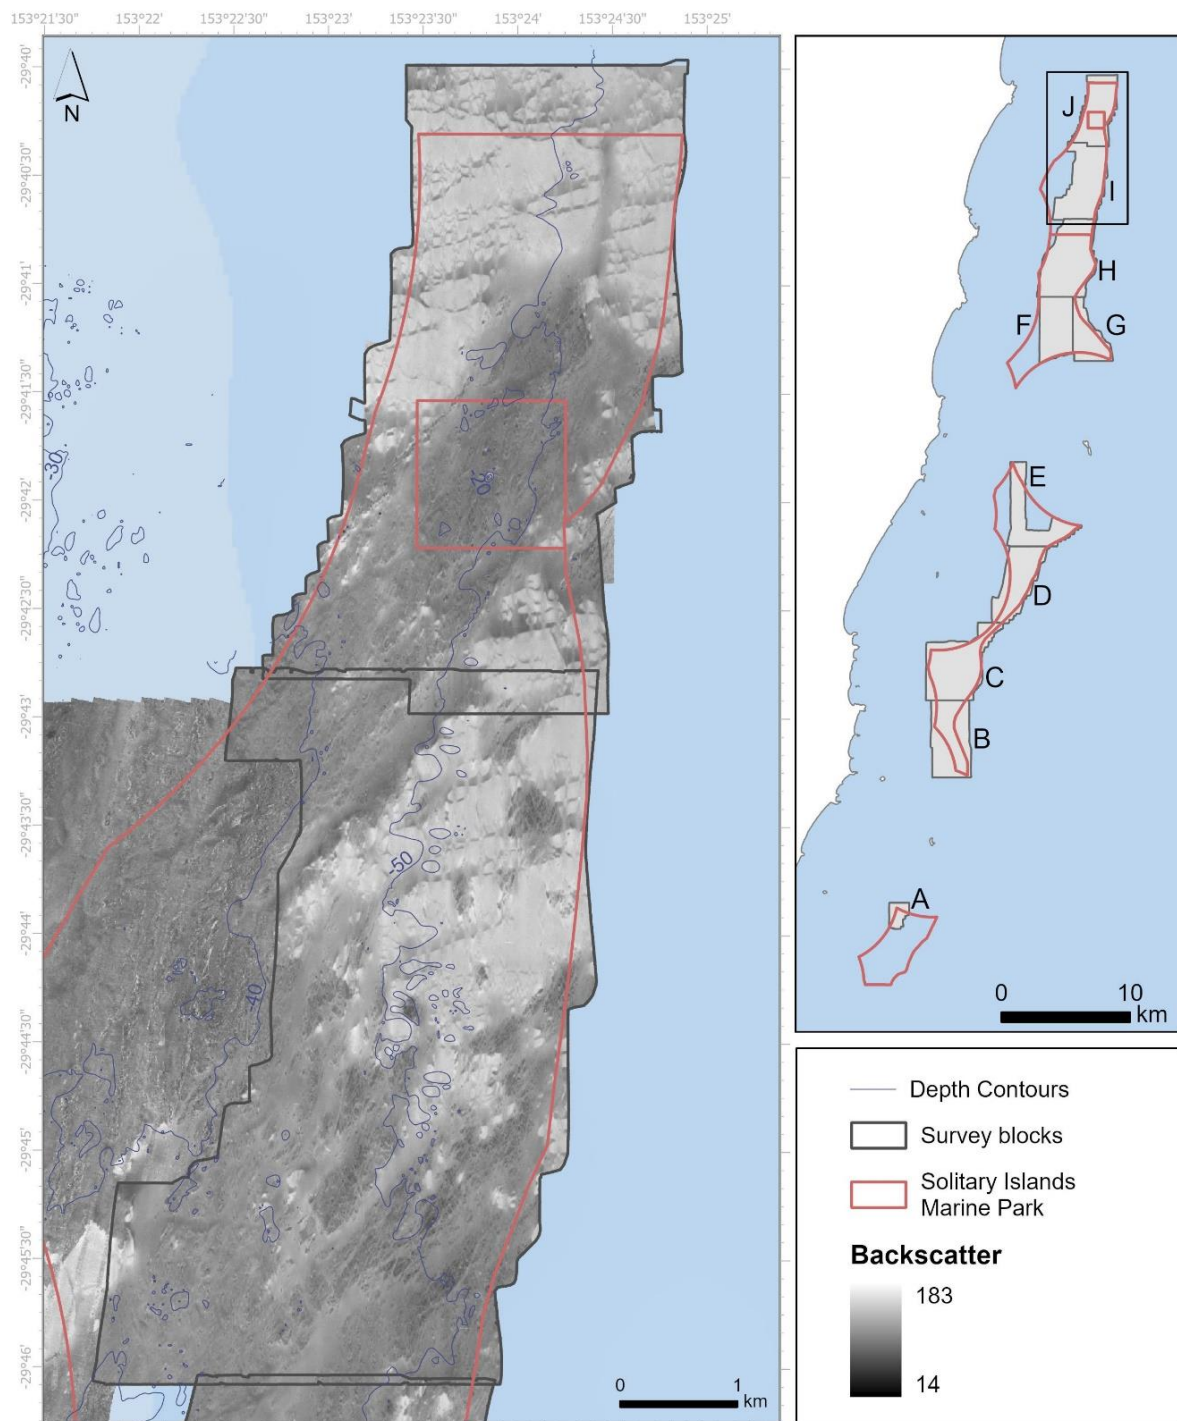 153°21'30" 153°22' 153°22'30" 153°23' 153°23'30" 153°24' 153°24'30" 153°25'
-29°40'
-29°40'30"
-29°41'
-29°41'30"
-29°42'
-29°42'30"
-29°43'
-29°43'30"
-29°44'
-29°44'30"
-29°45'
-29°45'30"
-29°46'
N
-30
-50
-40
0 1
km
J
I
H
F G
E
D
C
B
A
0 10
km
Depth Contours
Survey blocks
Solitary Islands
Marine Park
Backscatter
183
14